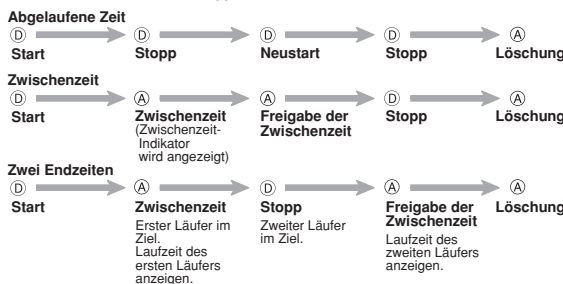 Abgelaufene Zeit
D D D D A
Start Stopp Neustart Stopp Löschung
Zwischenzeit
D A A D A
Start Zwischenzeit Freigabe der Stopp Löschung
(Zwischenzeit- Zwischenzeit
Indikator
wird angezeigt)
Zwei Endzeiten
D A D A A
Start Zwischenzeit Stopp Freigabe der Löschung
Zwischenzeit
Erster Läufer im Zweiter Läufer
Ziel. im Ziel. Laufzeit des
Laufzeit des zweiten Läufers
ersten Läufers anzeigen.
anzeigen.